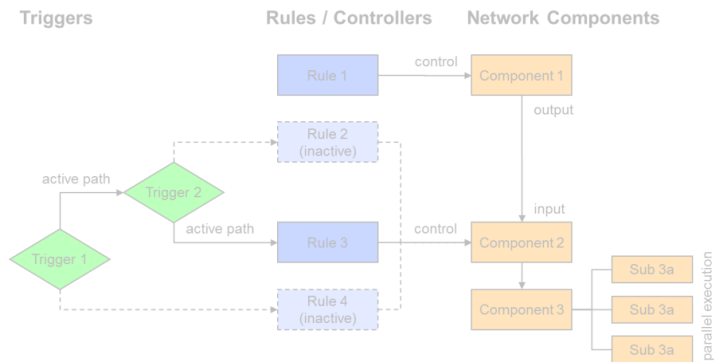 Triggers
Rules / Controllers
Network Components
Rule 1
control
Component 1
output
Rule 2
(inactive)
active path
Trigger 2
input
active path
Rule 3
control
Component 2
Trigger 1
Sub 3a
Rule 4
(inactive)
Component 3
Sub 3a
Sub 3a
parallel execution